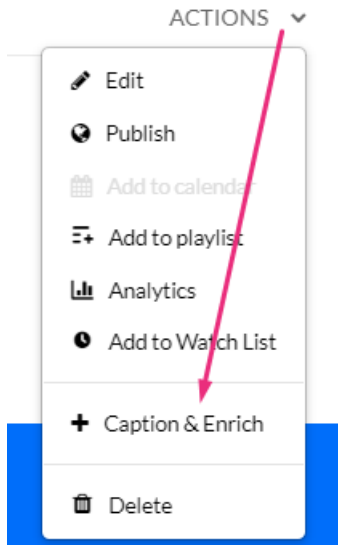 ACTIONS
Edit
Publish
Add to calendar
Add to playlist
Analytics
Add to Watch List
Caption & Enrich
Delete